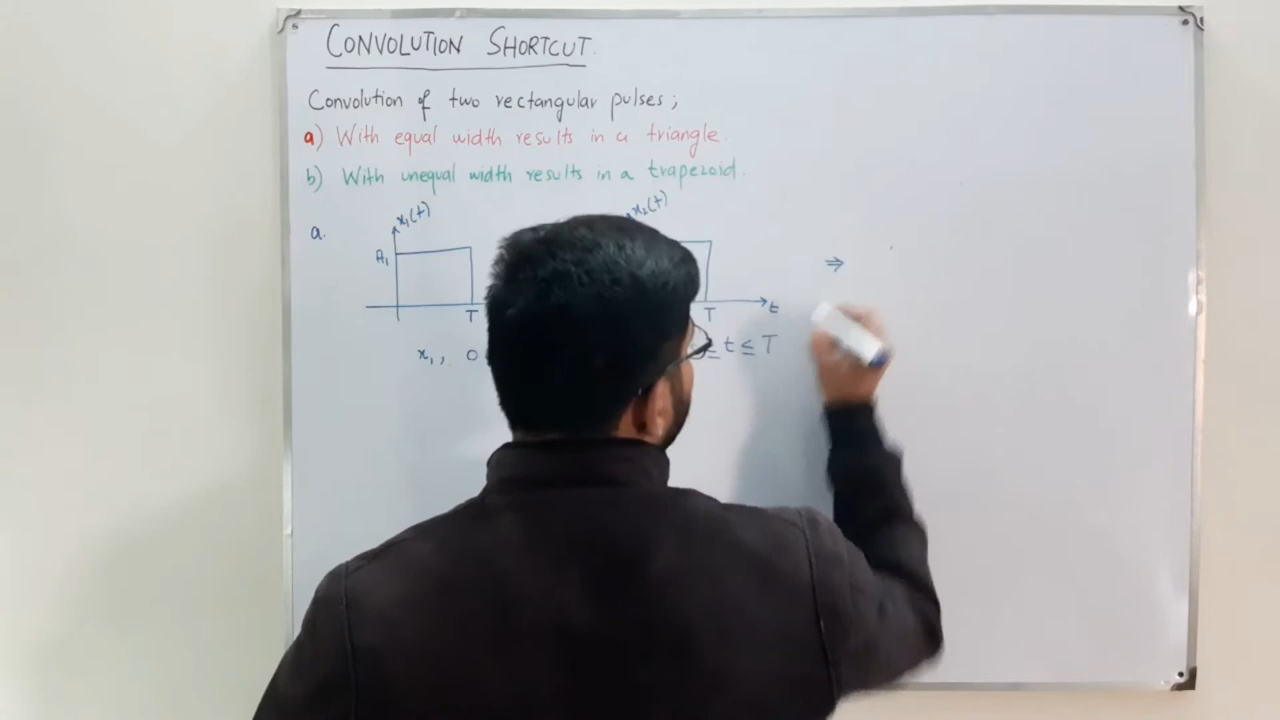 CONVOLUTION SHORTCUT.
Convolution of two rectangular pulses;
a) With equal width results in a triangle.
b) With unequal width results in a trapezoid.
a.
x₁(t)
x₂(t)
A₁
⇒
T
T
t
x₁, 0
≤ t ≤ T